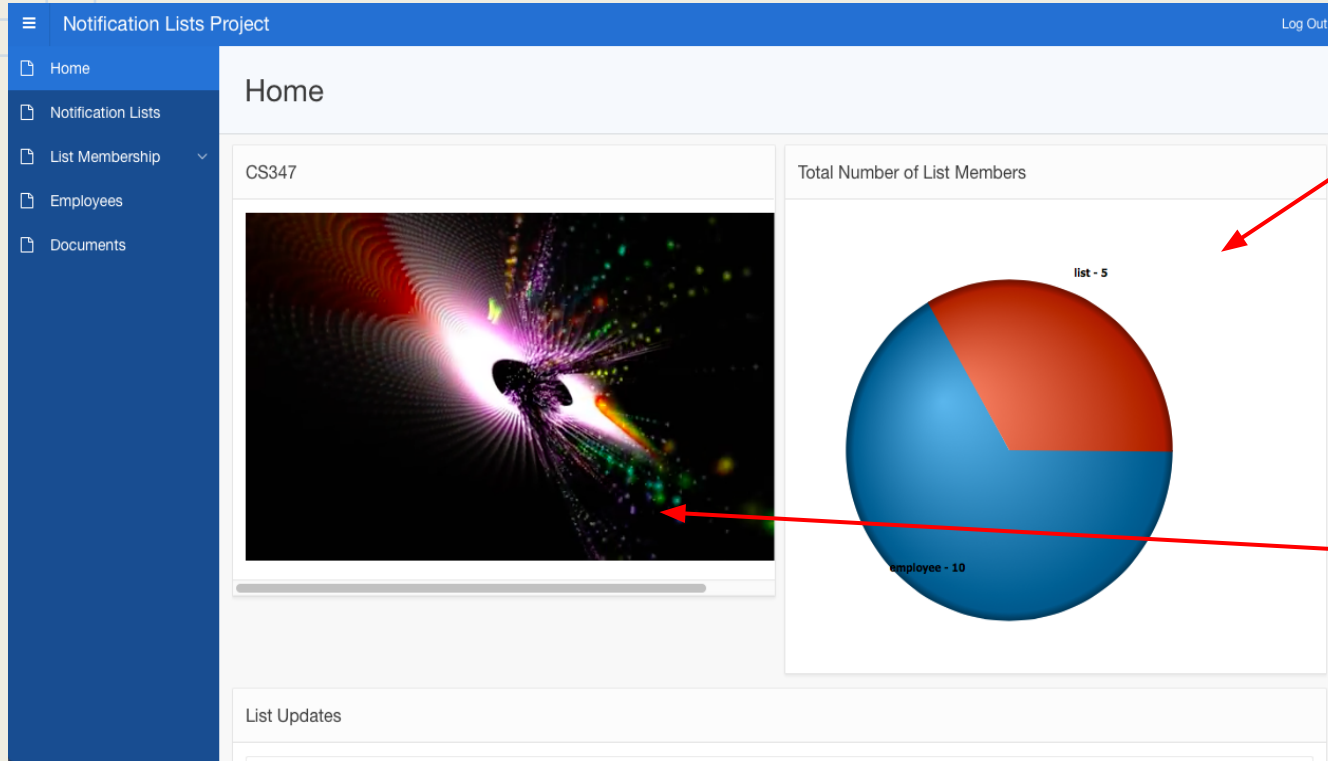 Notification Lists Project
Log Out
Home
Notification Lists
List Membership
Employees
Documents
Home
CS347
Total Number of List Members
list - 5
employee - 10
List Updates